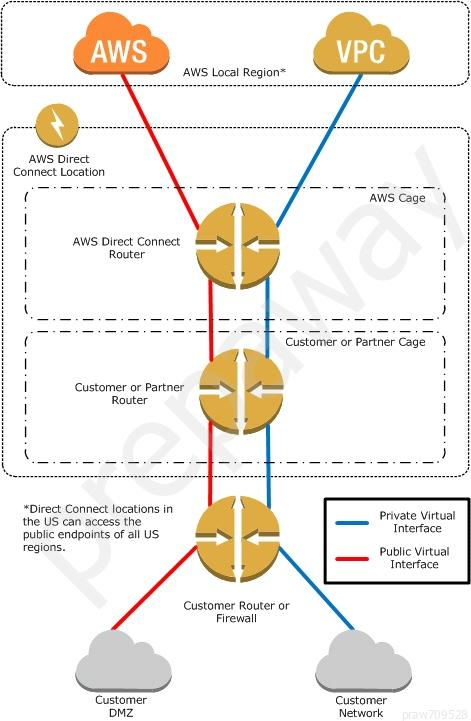 AWS
VPC
AWS Local Region*
AWS Direct
Connect Location
AWS Cage
AWS Direct Connect
Router
Customer or Partner Cage
Customer or Partner
Router
*Direct Connect locations in
the US can access the
public endpoints of all US
regions.
Private Virtual
Interface
Public Virtual
Interface
Customer Router or
Firewall
Customer
DMZ
Customer
Network
prepaway
praw709528